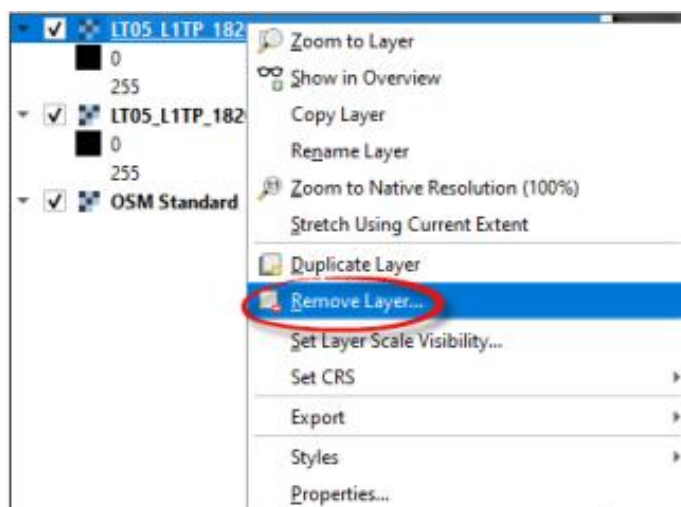 LT05_L1TP_182
0
255
LT05_L1TP_182
0
255
OSM Standard
Zoom to Layer
Show in Overview
Copy Layer
Rename Layer
Zoom to Native Resolution (100%)
Stretch Using Current Extent
Duplicate Layer
Remove Layer...
Set Layer Scale Visibility...
Set CRS
Export
Styles
Properties...